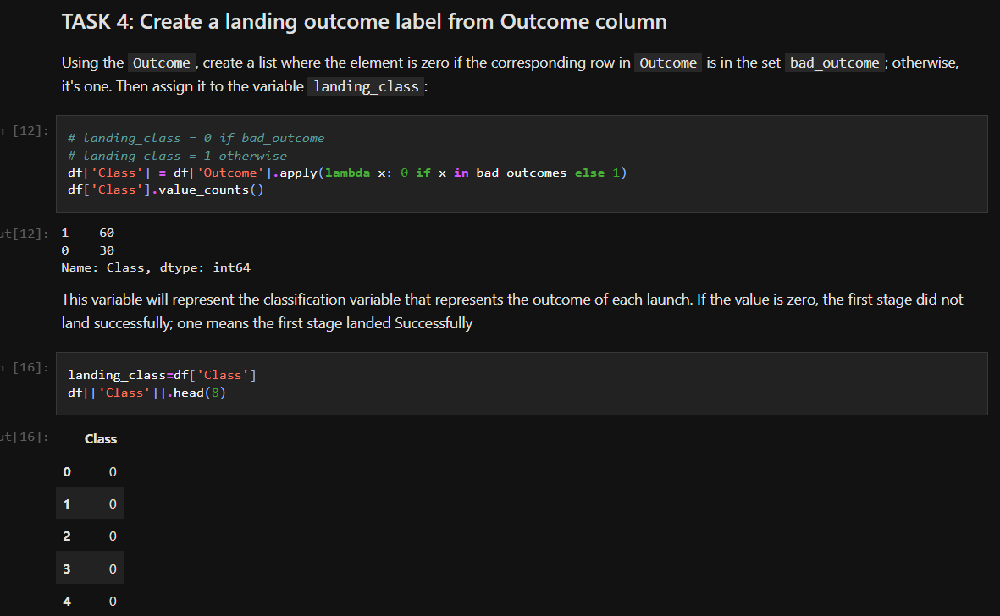 TASK 4: Create a landing outcome label from Outcome column
Using the Outcome , create a list where the element is zero if the corresponding row in Outcome is in the set bad_outcome ; otherwise,
it's one. Then assign it to the variable landing_class :
n [12]:
# landing_class = 0 if bad_outcome
# landing_class = 1 otherwise
df['Class'] = df['Outcome'].apply(lambda x: 0 if x in bad_outcomes else 1)
df['Class'].value_counts()
ut[12]:
1    60
0    30
Name: Class, dtype: int64
This variable will represent the classification variable that represents the outcome of each launch. If the value is zero, the first stage did not
land successfully; one means the first stage landed Successfully
n [16]:
landing_class=df['Class']
df[['Class']].head(8)
ut[16]:
Class
0 0
1 0
2 0
3 0
4 0